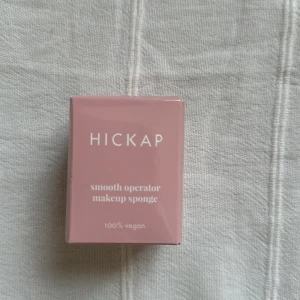 HICKAP
smooth operator
makeup sponge
100% vegan